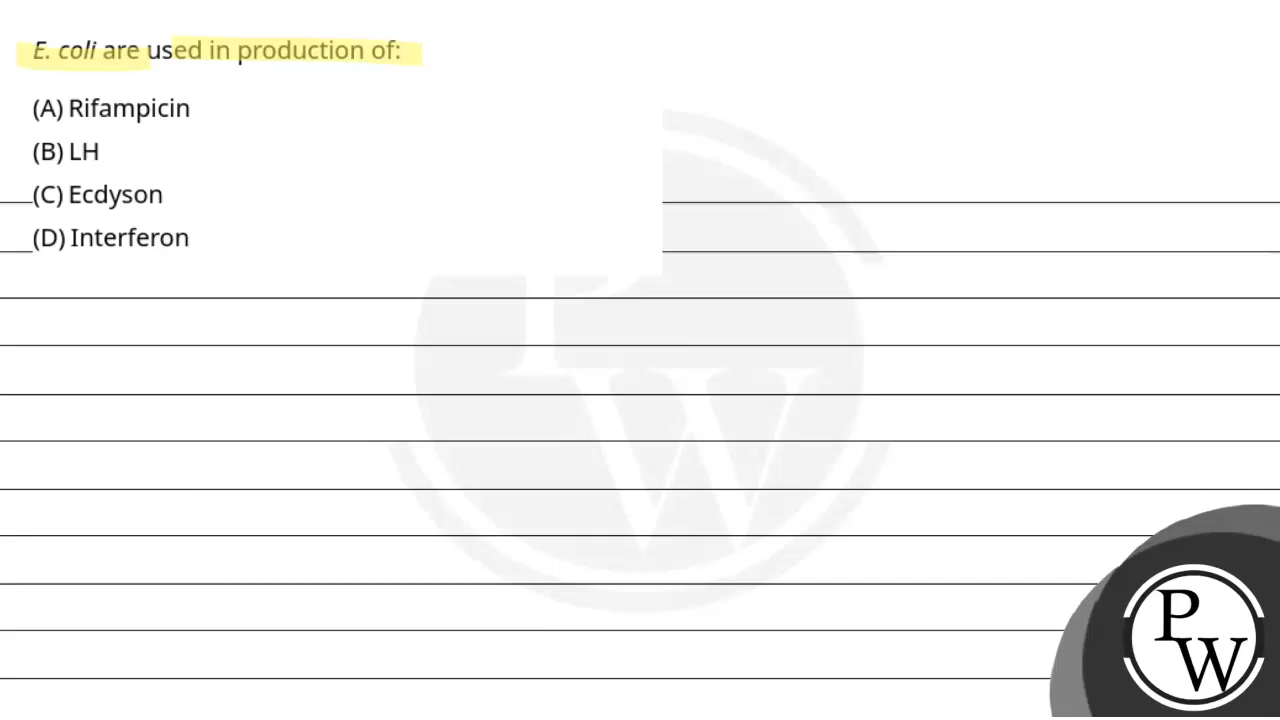 E. coli are used in production of:
(A) Rifampicin
(B) LH
(C) Ecdyson
(D) Interferon
PW